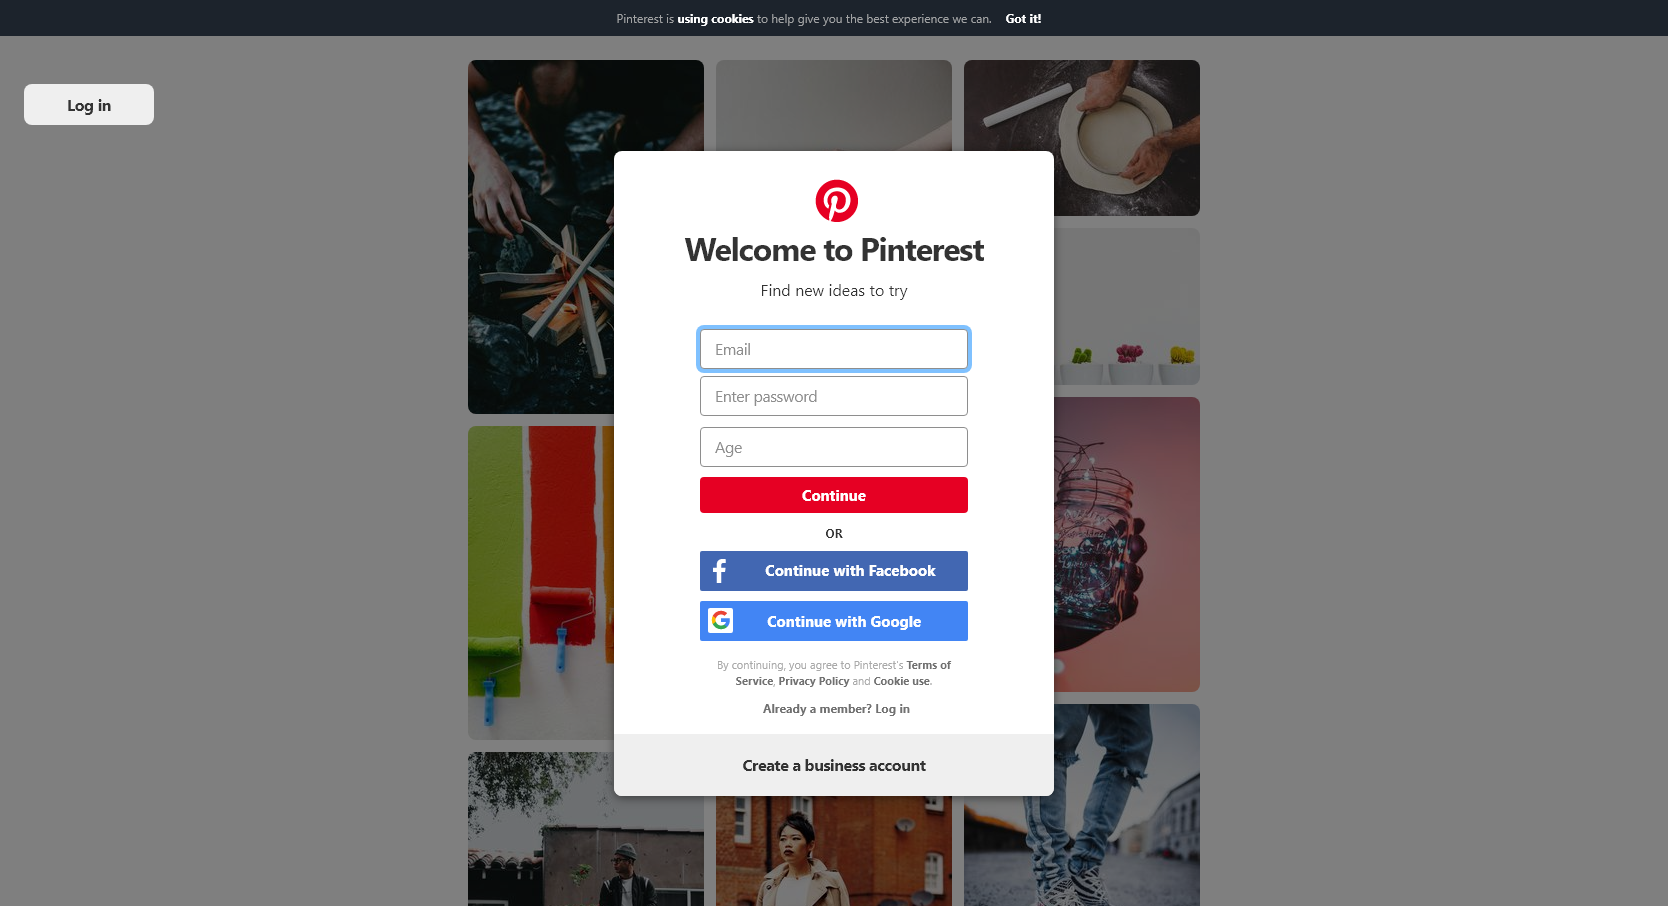 Pinterest is using cookies to help give you the best experience we can. Got it!
Log in
Welcome to Pinterest
Find new ideas to try
Email
Enter password
Age
Continue
OR
Continue with Facebook
Continue with Google
By continuing, you agree to Pinterest's Terms of
Service, Privacy Policy and Cookie use.
Already a member? Log in
Create a business account